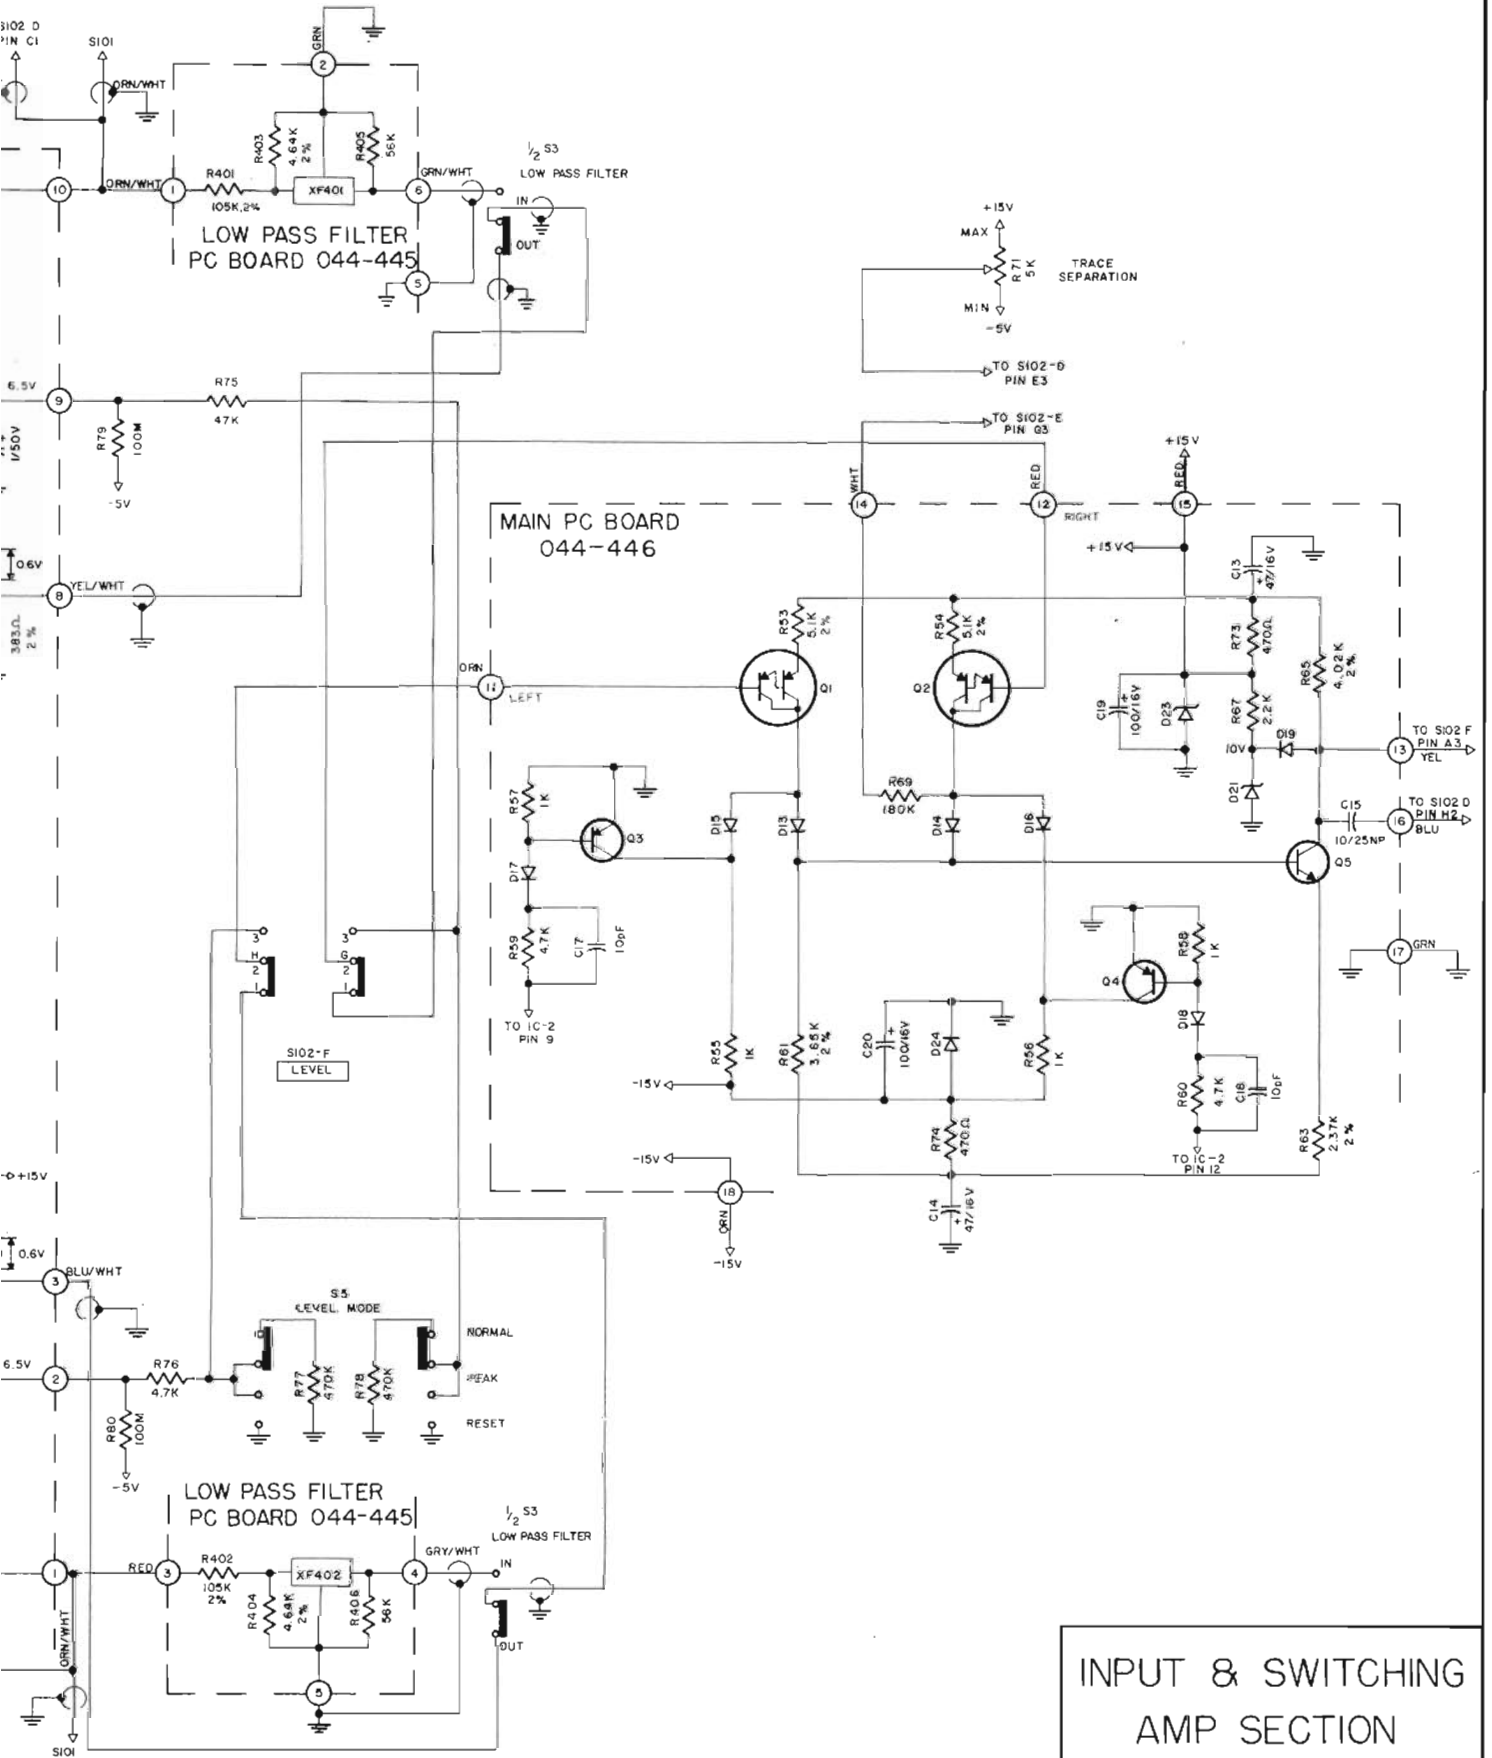 S102 D
PIN C1
S101
ORN/WHT
GRN
2
R403
4.64K
2%
R405
56K
10
ORN/WHT
1
R401
105K,2%
XF401
6
GRN/WHT
1/2 S3
LOW PASS FILTER
IN
OUT
LOW PASS FILTER
PC BOARD 044-445
5
+15V
MAX
R71
5K
TRACE
SEPARATION
MIN
-5V
TO S102-D
PIN E3
6.5V
9
R75
47K
R79
100M
-5V
1/50V
TO S102-E
PIN G3
+15V
WHT
RED
RED
14
12
RIGHT
15
MAIN PC BOARD
044-446
+15V
C13
47/16V
+
0.6V
8
YEL/WHT
383Ω
2%
R53
5.1K
2%
R54
5.1K
2%
R73
470Ω
R65
4.02K
2%
ORN
11
LEFT
Q1
Q2
C19
+
100/16V
D23
R67
2.2K
10V
D19
13
TO S102 F
PIN A3
YEL
D21
R57
1K
Q3
D15
D13
R69
180K
D14
D16
C15
10/25NP
16
TO S102 D
PIN H2
BLU
Q5
D17
R59
4.7K
C17
10pF
3
H
2
1
3
G
2
1
R58
1K
Q4
D18
17
GRN
TO IC-2
PIN 9
R55
1K
R61
3.65K
2%
C20
+
100/16V
D24
R56
1K
S102-F
LEVEL
-15V
R60
4.7K
C18
10pF
R74
470Ω
R63
2.37K
2%
TO IC-2
PIN 12
-15V
18
+15V
ORN
-15V
C14
+
47/16V
0.6V
3
BLU/WHT
S5
LEVEL MODE
NORMAL
6.5V
2
R76
4.7K
R77
470K
R78
470K
PEAK
RESET
R80
100M
-5V
LOW PASS FILTER
PC BOARD 044-445
1/2 S3
LOW PASS FILTER
1
RED
3
R402
105K
2%
XF402
4
GRY/WHT
IN
R404
4.64K
2%
R406
56K
OUT
ORN/WHT
5
S101
INPUT & SWITCHING
AMP SECTION